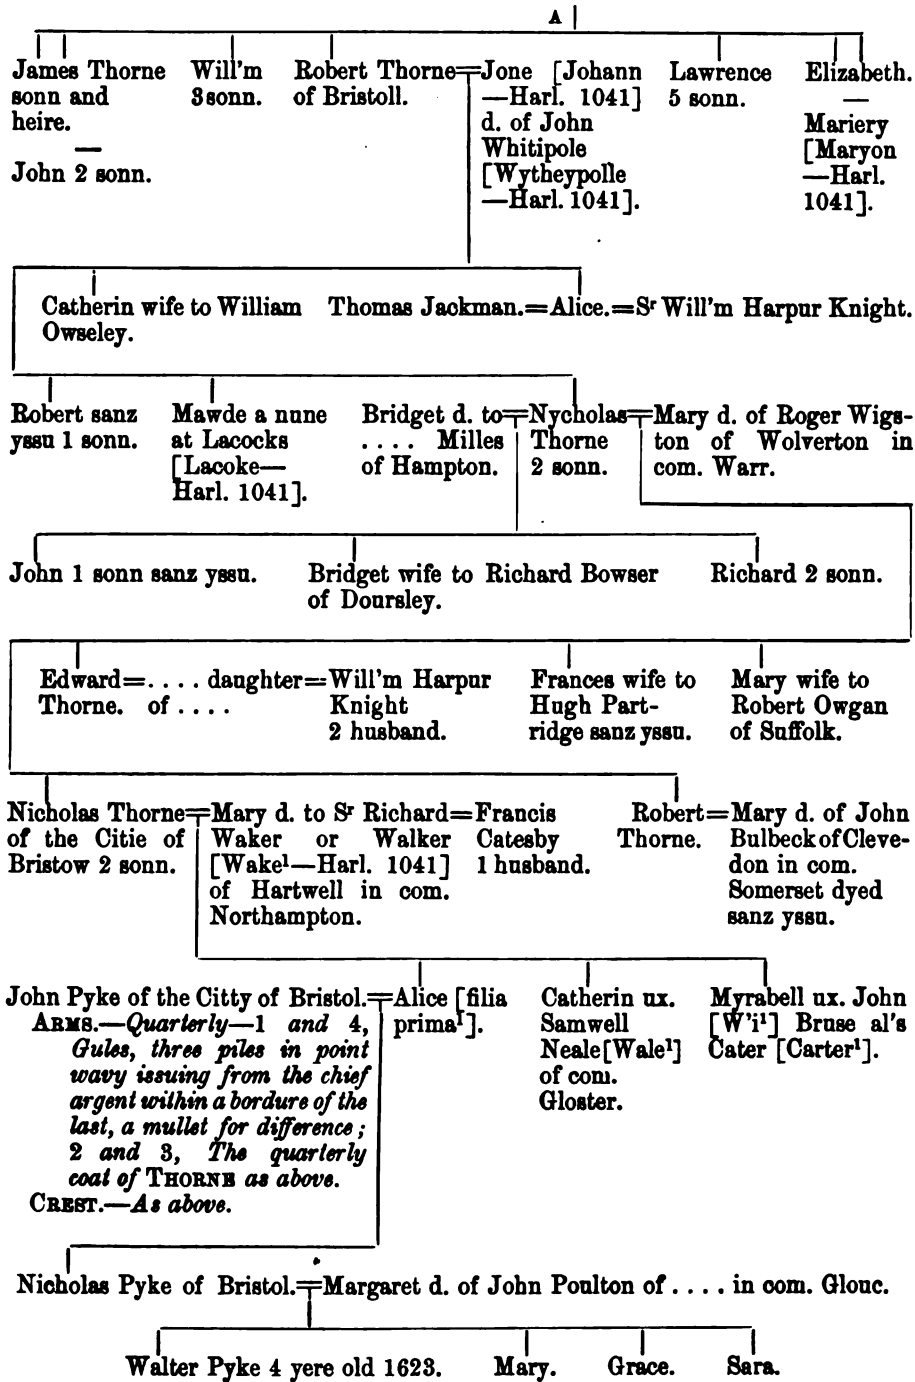 A
James Thorne
sonn and
heire.
—
John 2 sonn.
Will'm
3 sonn.
Robert Thorne=
of Bristoll.
Jone [Johann
—Harl. 1041]
d. of John
Whitipole
[Wytheypolle
—Harl. 1041].
Lawrence
5 sonn.
Elizabeth.
—
Mariery
[Maryon
—Harl.
1041].
Catherin wife to William
Owseley.
Thomas Jackman.=Alice.=Sr Will'm Harpur Knight.
Robert sanz
yssu 1 sonn.
Mawde a nune
at Lacocks
[Lacoke—
Harl. 1041].
Bridget d. to=
. . . . Milles
of Hampton.
Nycholas=
Thorne
2 sonn.
Mary d. of Roger Wigs-
ton of Wolverton in
com. Warr.
John 1 sonn sanz yssu.
Bridget wife to Richard Bowser
of Doursley.
Richard 2 sonn.
Edward=
Thorne.
. . . . daughter=
of . . . .
Will'm Harpur
Knight
2 husband.
Frances wife to
Hugh Part-
ridge sanz yssu.
Mary wife to
Robert Owgan
of Suffolk.
Nicholas Thorne=
of the Citie of
Bristow 2 sonn.
Mary d. to Sr Richard=
Waker or Walker
[Wake¹—Harl. 1041]
of Hartwell in com.
Northampton.
Francis
Catesby
1 husband.
Robert=
Thorne.
Mary d. of John
Bulbeck of Cleve-
don in com.
Somerset dyed
sanz yssu.
John Pyke of the Citty of Bristol.=
ARMS.—Quarterly—1 and 4,
Gules, three piles in point
wavy issuing from the chief
argent within a bordure of the
last, a mullet for difference;
2 and 3, The quarterly
coat of THORNE as above.
CREST.—As above.
Alice [filia
prima¹].
Catherin ux.
Samwell
Neale [Wale¹]
of com.
Gloster.
Myrabell ux. John
[W'i¹] Bruse al's
Cater [Carter¹].
Nicholas Pyke of Bristol.=Margaret d. of John Poulton of . . . . in com. Glouc.
Walter Pyke 4 yere old 1623.
Mary.
Grace.
Sara.